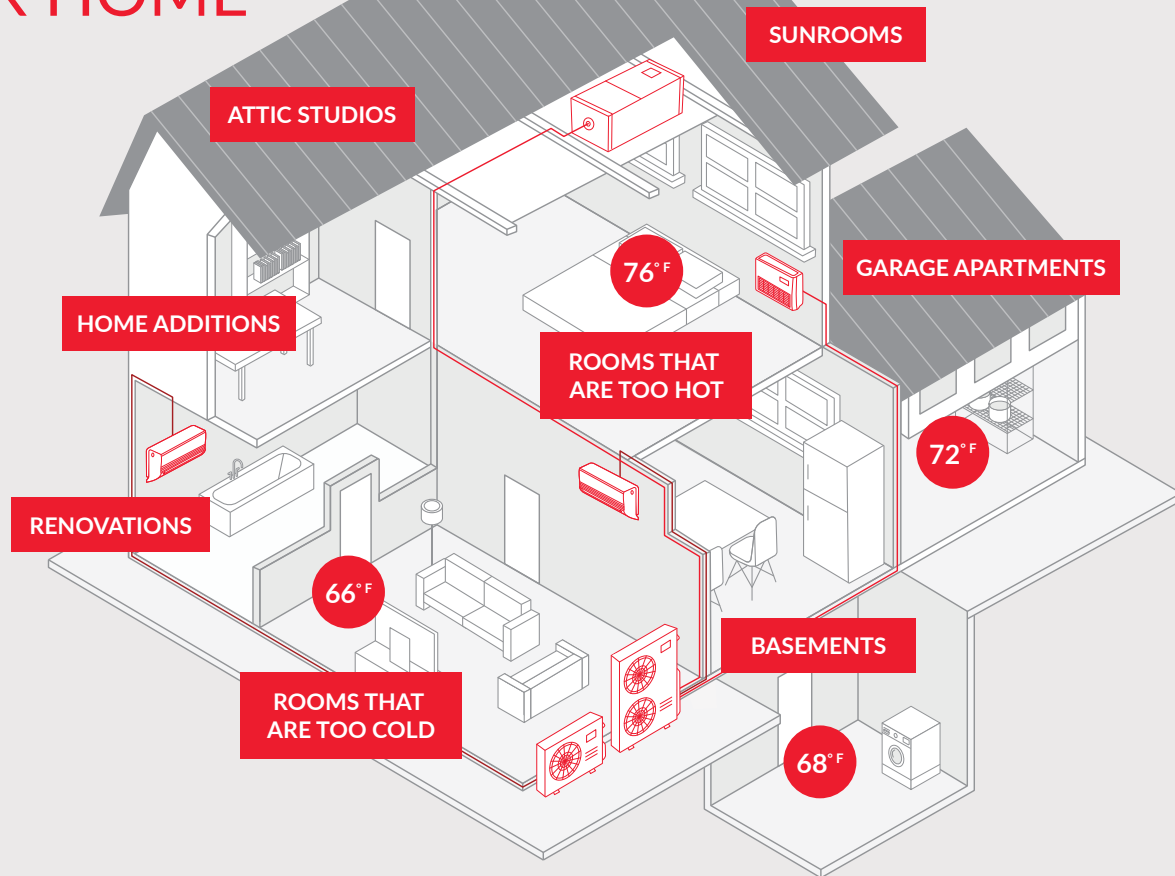 HOME
SUNROOMS
ATTIC STUDIOS
76°F
GARAGE APARTMENTS
HOME ADDITIONS
ROOMS THAT
ARE TOO HOT
72°F
RENOVATIONS
66°F
BASEMENTS
ROOMS THAT
ARE TOO COLD
68°F